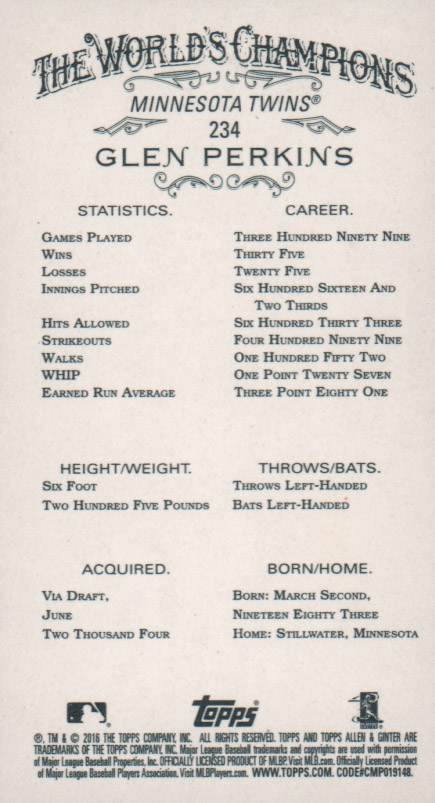 THE WORLD'S CHAMPIONS
MINNESOTA TWINS®
234
GLEN PERKINS
STATISTICS. CAREER.
GAMES PLAYED THREE HUNDRED NINETY NINE
WINS THIRTY FIVE
LOSSES TWENTY FIVE
INNINGS PITCHED SIX HUNDRED SIXTEEN AND
TWO THIRDS
HITS ALLOWED SIX HUNDRED THIRTY THREE
STRIKEOUTS FOUR HUNDRED NINETY NINE
WALKS ONE HUNDRED FIFTY TWO
WHIP ONE POINT TWENTY SEVEN
EARNED RUN AVERAGE THREE POINT EIGHTY ONE
HEIGHT/WEIGHT. THROWS/BATS.
SIX FOOT THROWS LEFT-HANDED
TWO HUNDRED FIVE POUNDS BATS LEFT-HANDED
ACQUIRED. BORN/HOME.
VIA DRAFT, BORN: MARCH SECOND,
JUNE NINETEEN EIGHTY THREE
TWO THOUSAND FOUR HOME: STILLWATER, MINNESOTA
Topps
®, TM & © 2016 THE TOPPS COMPANY, INC. ALL RIGHTS RESERVED. TOPPS AND TOPPS ALLEN & GINTER ARE
TRADEMARKS OF THE TOPPS COMPANY, INC. Major League Baseball trademarks and copyrights are used with permission
of Major League Baseball Properties, Inc. OFFICIALLY LICENSED PRODUCT OF MLBP. Visit MLB.com. Officially Licensed Product
of Major League Baseball Players Association. Visit MLBPlayers.com. WWW.TOPPS.COM. CODE#CMP019148.